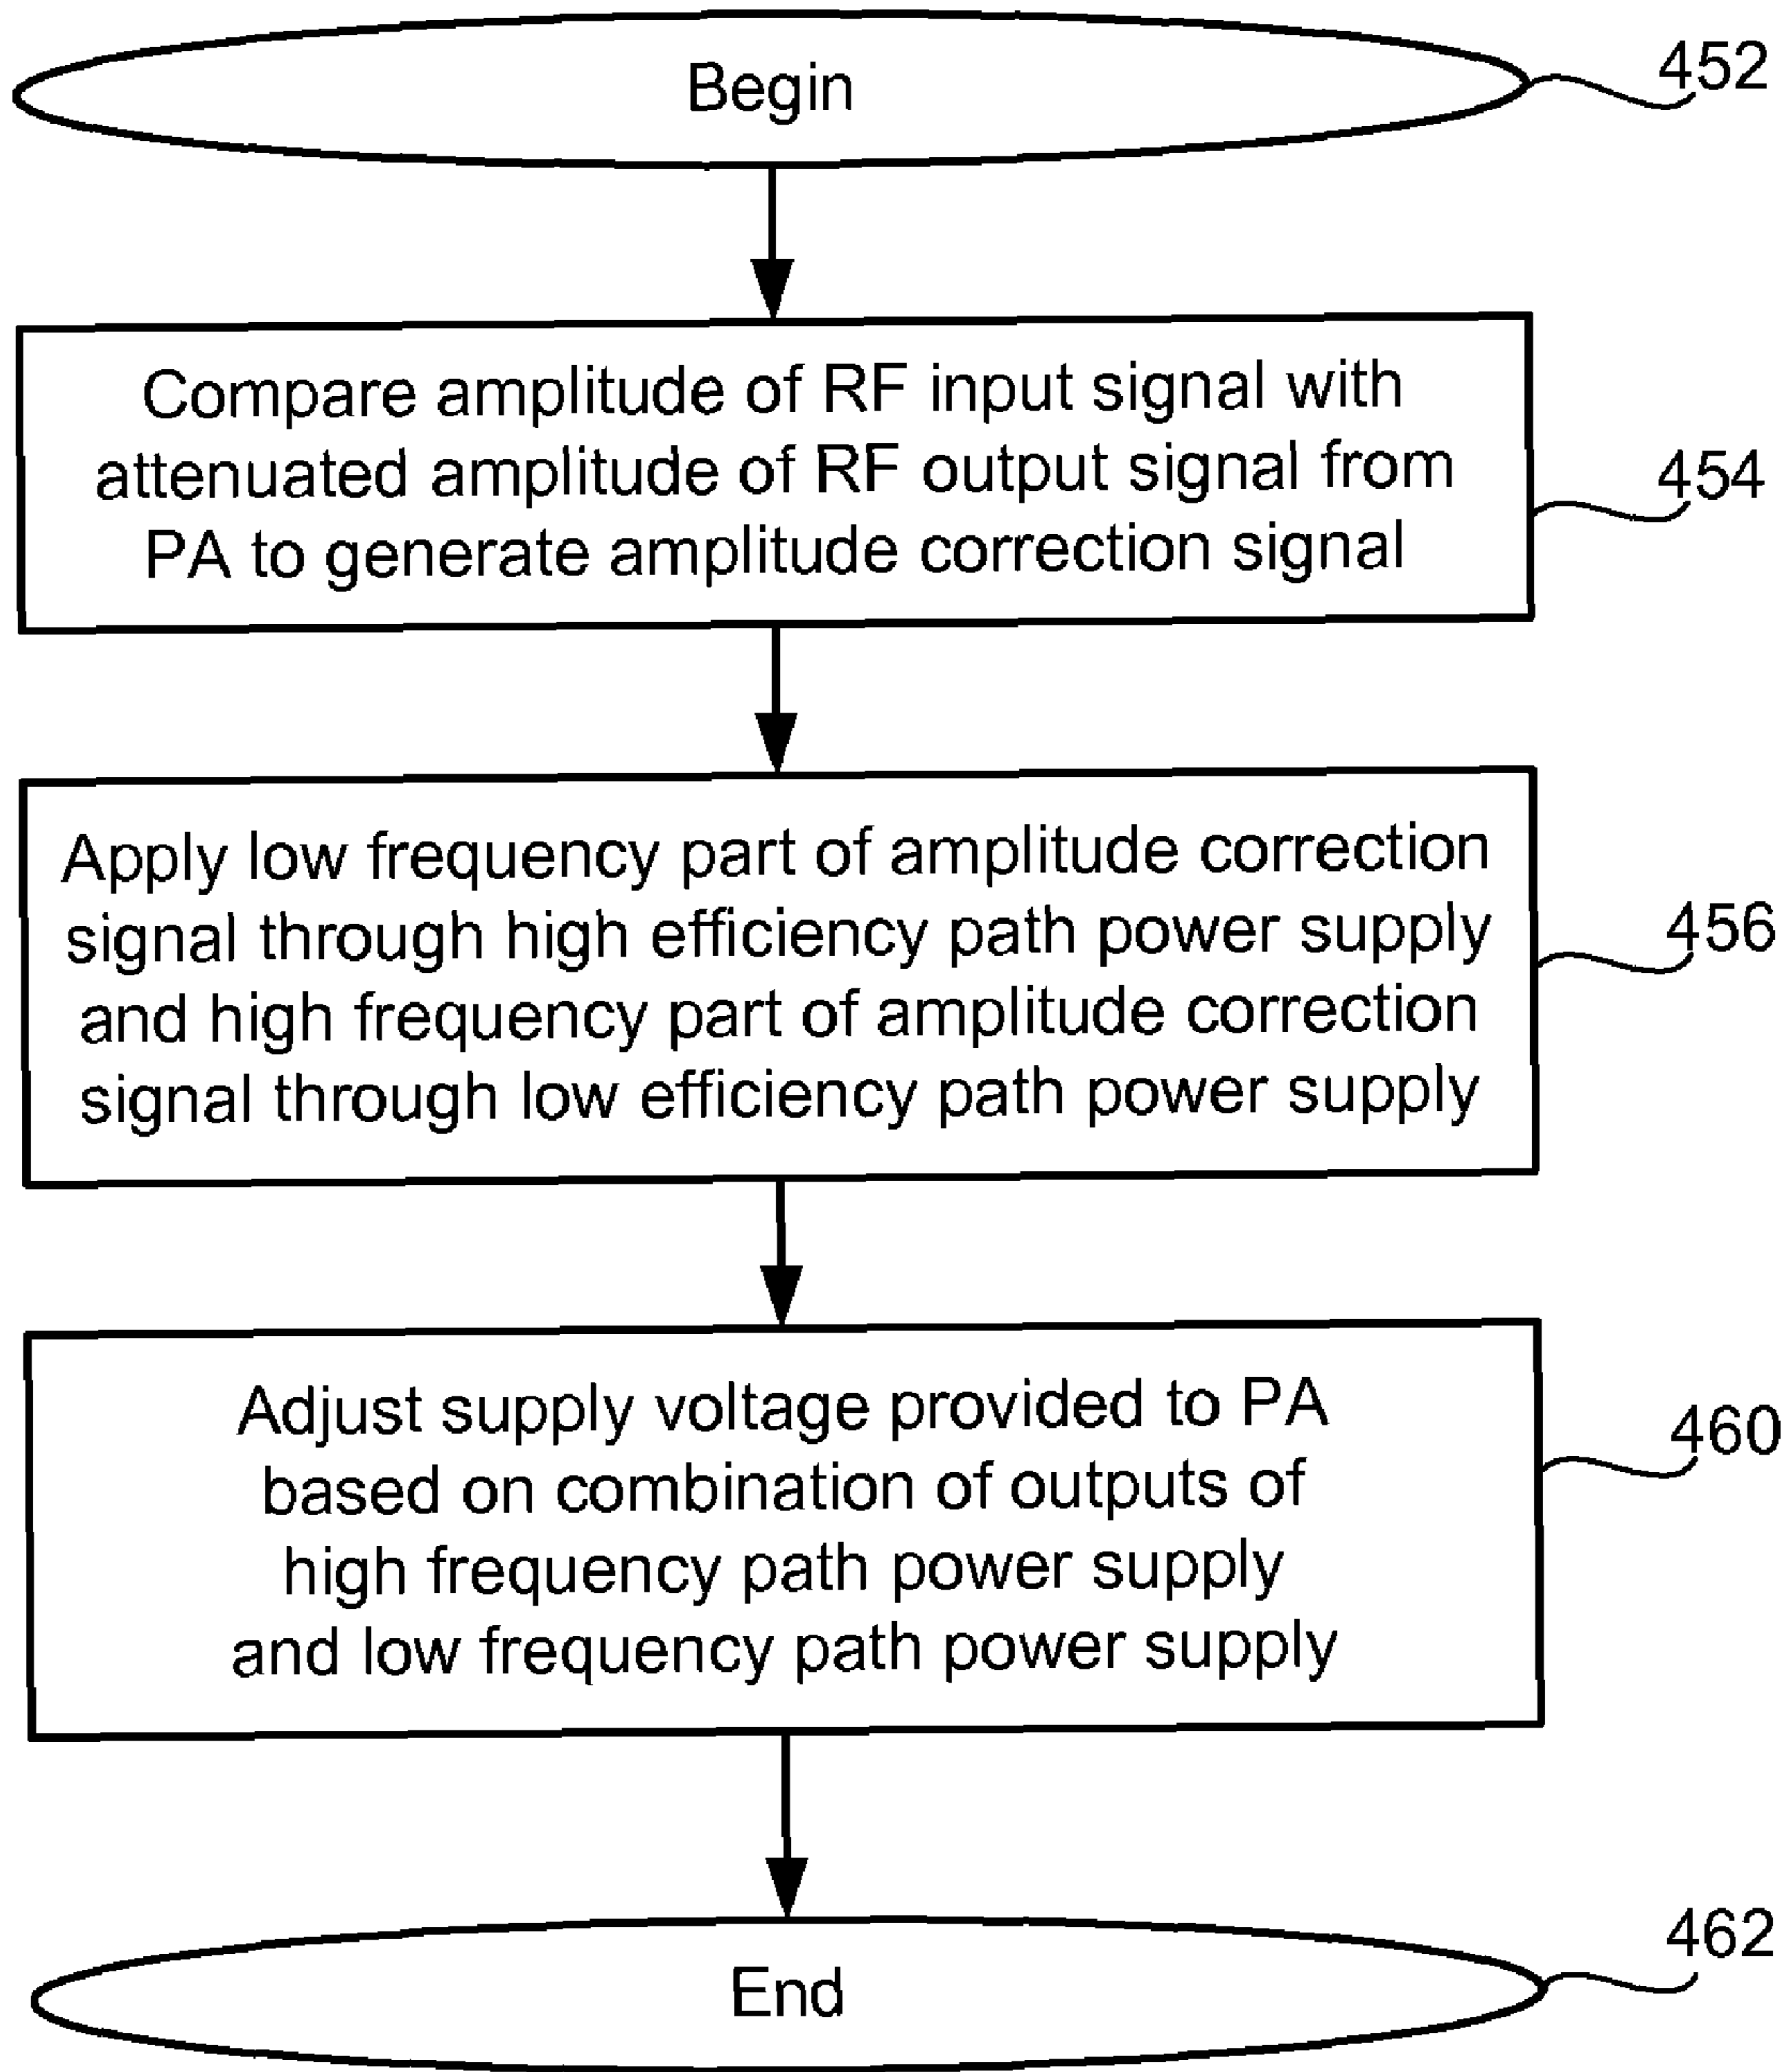 Begin
452
Compare amplitude of RF input signal with
attenuated amplitude of RF output signal from
PA to generate amplitude correction signal
454
Apply low frequency part of amplitude correction
signal through high efficiency path power supply
and high frequency part of amplitude correction
signal through low efficiency path power supply
456
Adjust supply voltage provided to PA
based on combination of outputs of
high frequency path power supply
and low frequency path power supply
460
End
462